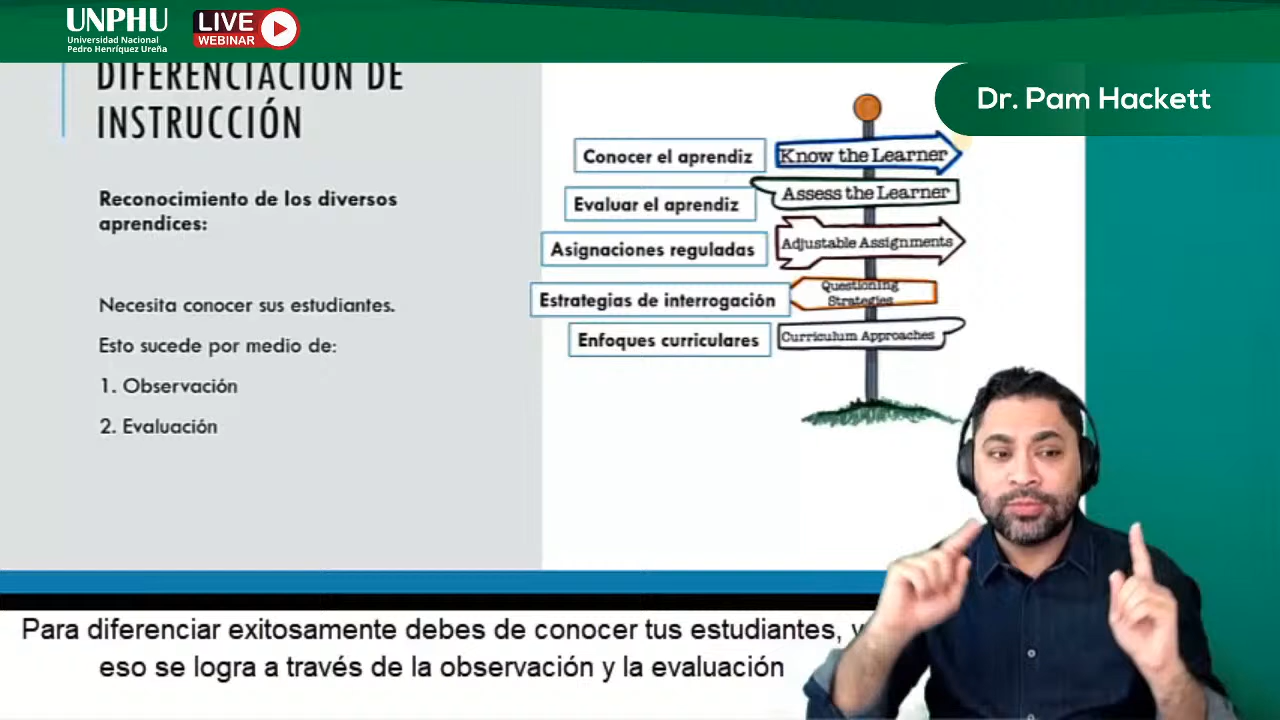 UNPHU
Universidad Nacional
Pedro Henríquez Ureña
LIVE
WEBINAR
Dr. Pam Hackett
DIFERENCIACIÓN DE
INSTRUCCIÓN
Reconocimiento de los diversos
aprendices:
Necesita conocer sus estudiantes.
Esto sucede por medio de:
1. Observación
2. Evaluación
Conocer el aprendiz
Know the Learner
Evaluar el aprendiz
Assess the Learner
Asignaciones reguladas
Adjustable Assignments
Estrategias de interrogación
Questioning
Strategies
Enfoques curriculares
Curriculum Approaches
Para diferenciar exitosamente debes de conocer tus estudiantes, y
eso se logra a través de la observación y la evaluación